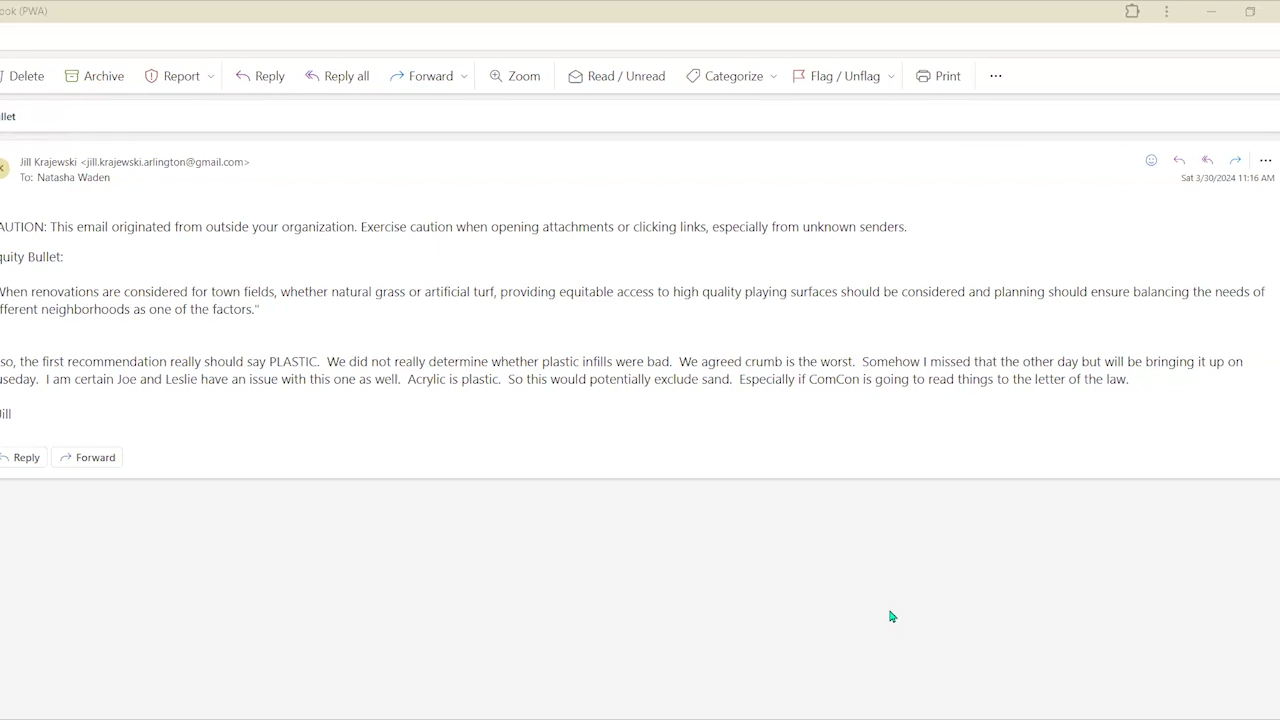 ook (PWA)
Delete Archive Report Reply Reply all Forward Zoom Read / Unread Categorize Flag / Unflag Print ...
llet
Jill Krajewski <jill.krajewski.arlington@gmail.com>
To: Natasha Waden
Sat 3/30/2024 11:16 AM
AUTION: This email originated from outside your organization. Exercise caution when opening attachments or clicking links, especially from unknown senders.
quity Bullet:
When renovations are considered for town fields, whether natural grass or artificial turf, providing equitable access to high quality playing surfaces should be considered and planning should ensure balancing the needs of
fferent neighborhoods as one of the factors."
so, the first recommendation really should say PLASTIC. We did not really determine whether plastic infills were bad. We agreed crumb is the worst. Somehow I missed that the other day but will be bringing it up on
useday. I am certain Joe and Leslie have an issue with this one as well. Acrylic is plastic. So this would potentially exclude sand. Especially if ComCon is going to read things to the letter of the law.
Jill
Reply Forward